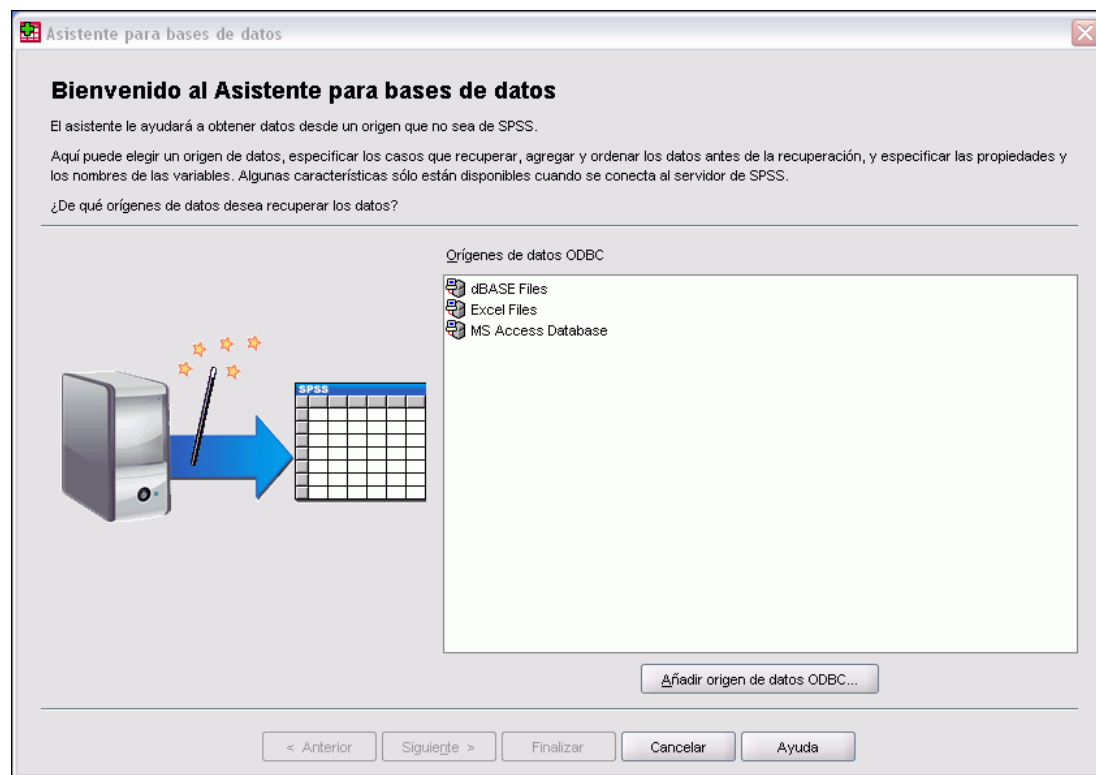 Asistente para bases de datos
Bienvenido al Asistente para bases de datos
El asistente le ayudará a obtener datos desde un origen que no sea de SPSS.
Aquí puede elegir un origen de datos, especificar los casos que recuperar, agregar y ordenar los datos antes de la recuperación, y especificar las propiedades y
los nombres de las variables. Algunas características sólo están disponibles cuando se conecta al servidor de SPSS.
¿De qué orígenes de datos desea recuperar los datos?
Orígenes de datos ODBC
dBASE Files
Excel Files
MS Access Database
SPSS
Añadir origen de datos ODBC...
< Anterior
Siguiente >
Finalizar
Cancelar
Ayuda